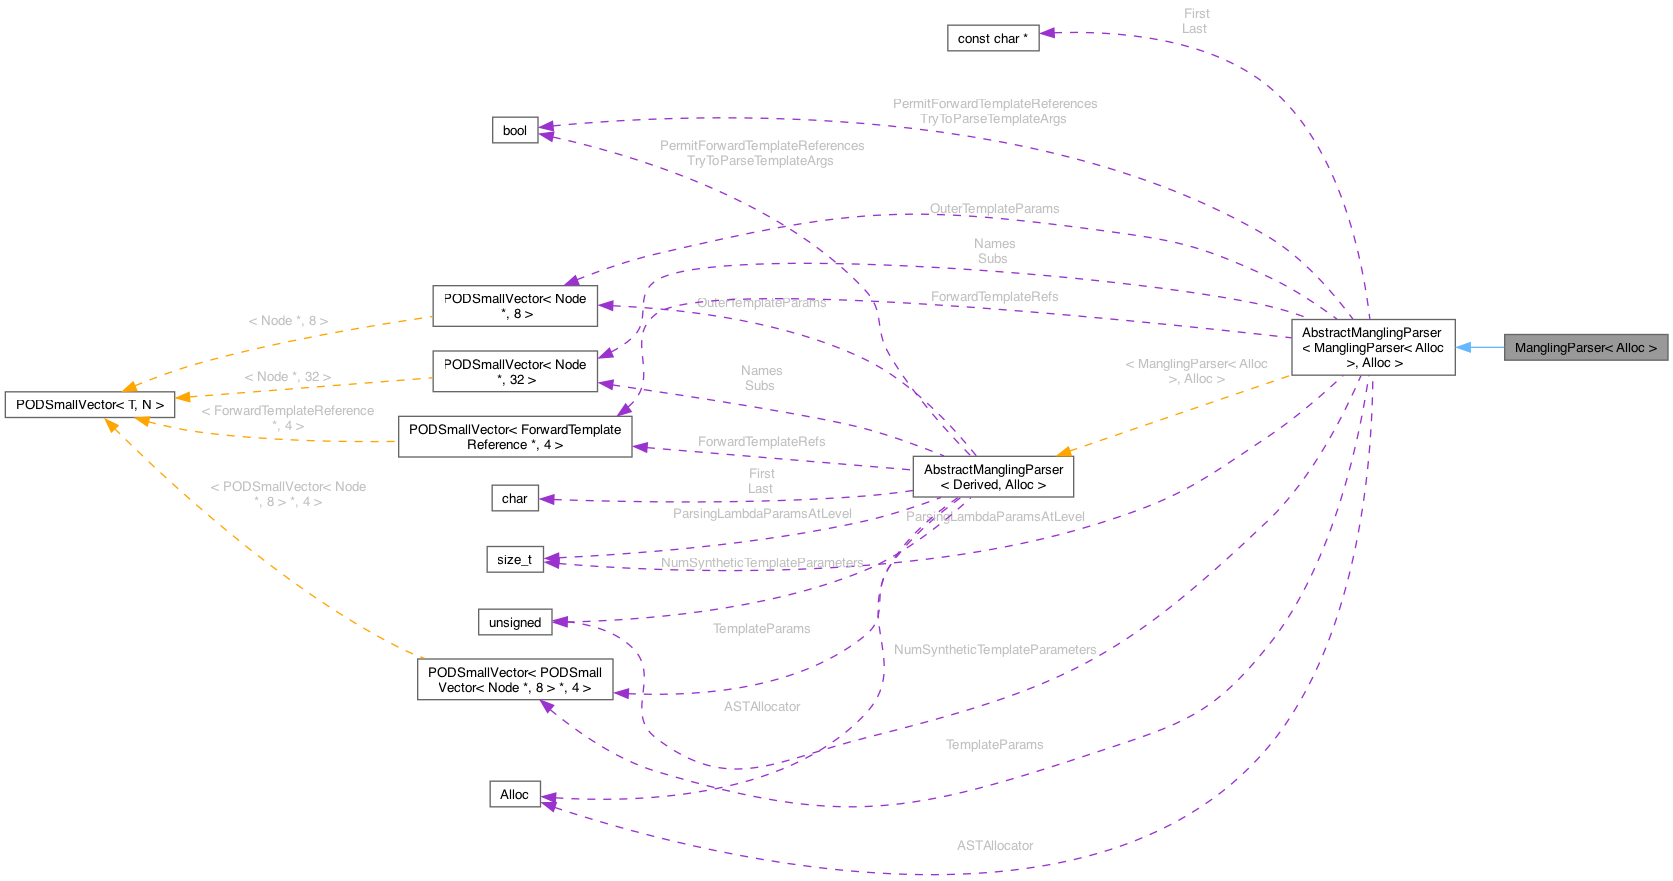 First
Last
const char *
PermitForwardTemplateReferences
TryToParseTemplateArgs
bool
PermitForwardTemplateReferences
TryToParseTemplateArgs
OuterTemplateParams
Names
Subs
PODSmallVector< Node
*, 8 >
OuterTemplateParams
ForwardTemplateRefs
< Node *, 8 >
AbstractManglingParser
< ManglingParser< Alloc
>, Alloc >
ManglingParser< Alloc >
PODSmallVector< Node
*, 32 >
< Node *, 32 >
Names
Subs
< ManglingParser< Alloc
>, Alloc >
PODSmallVector< T, N >
< ForwardTemplateReference
*, 4 >
PODSmallVector< ForwardTemplate
Reference *, 4 >
ForwardTemplateRefs
AbstractManglingParser
< Derived, Alloc >
First
Last
< PODSmallVector< Node
*, 8 > *, 4 >
char
ParsingLambdaParamsAtLevel
ParsingLambdaParamsAtLevel
size_t
NumSyntheticTemplateParameters
unsigned
TemplateParams
NumSyntheticTemplateParameters
PODSmallVector< PODSmall
Vector< Node *, 8 > *, 4 >
ASTAllocator
TemplateParams
Alloc
ASTAllocator